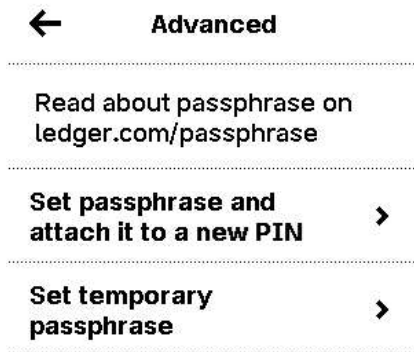 Advanced
Read about passphrase on
ledger.com/passphrase
Set passphrase and
attach it to a new PIN
Set temporary
passphrase